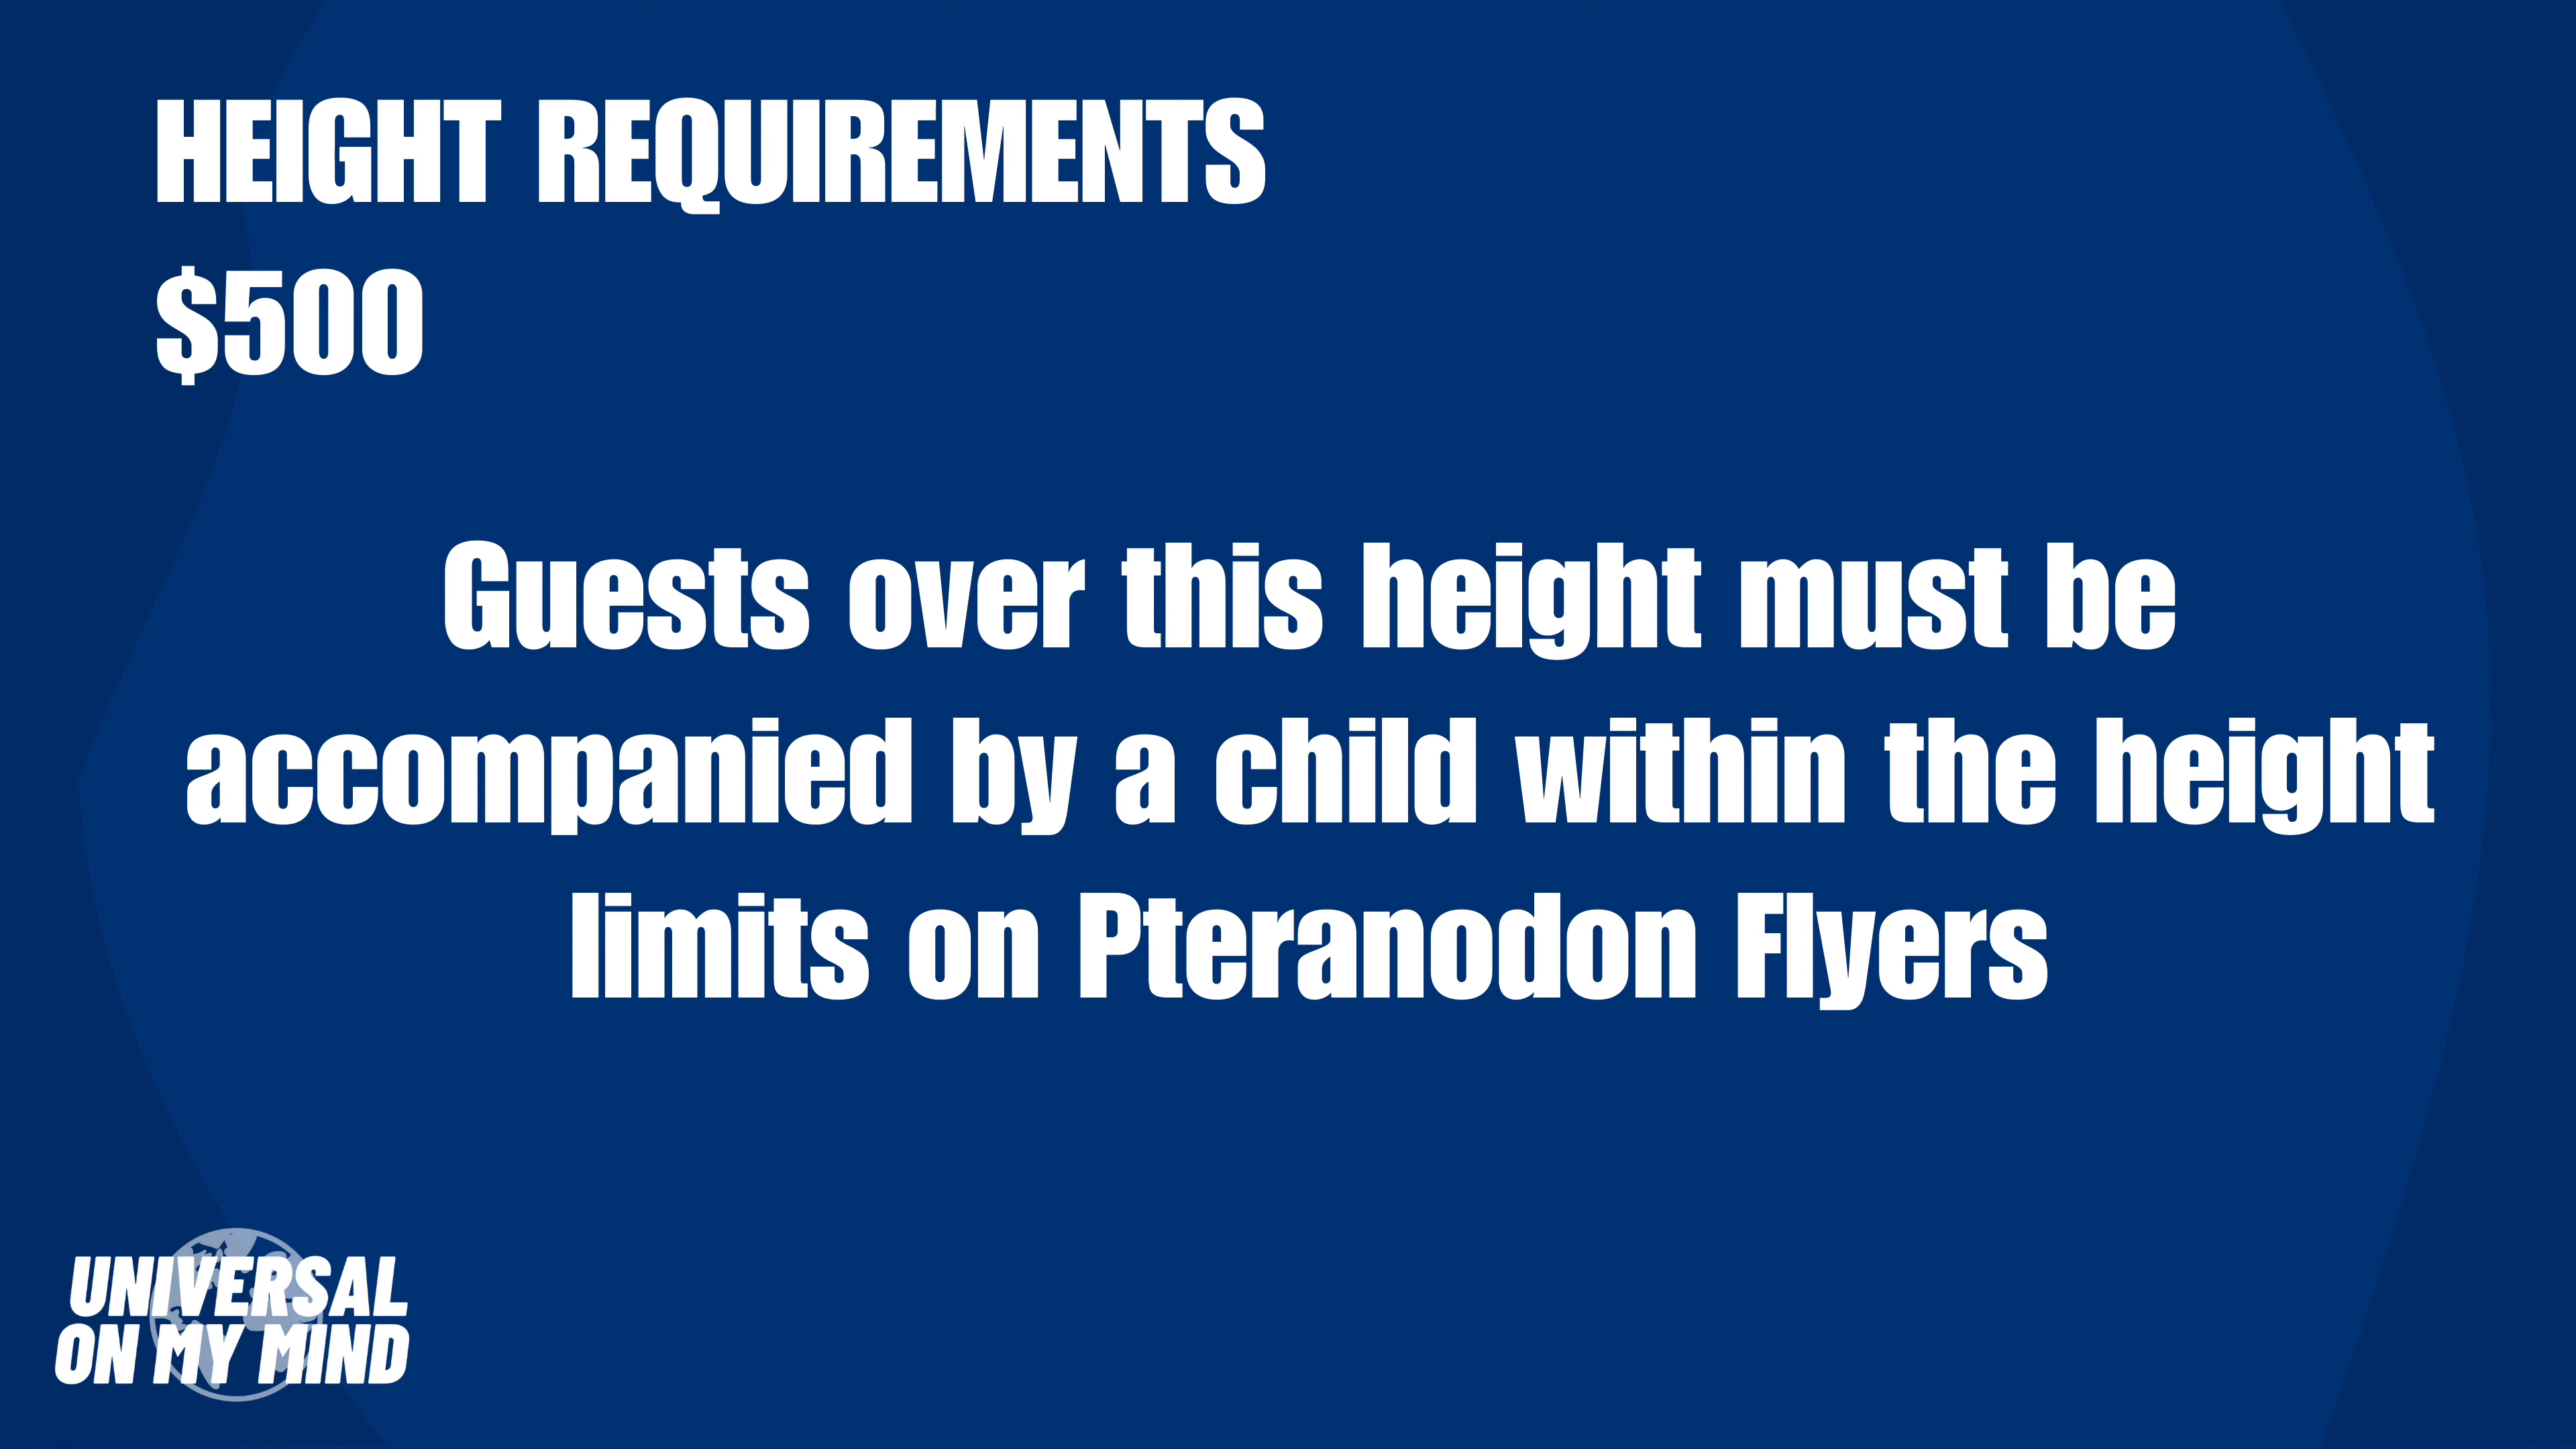 HEIGHT REQUIREMENTS
$500
Guests over this height must be
accompanied by a child within the height
limits on Pteranodon Flyers
UNIVERSAL
ON MY MIND